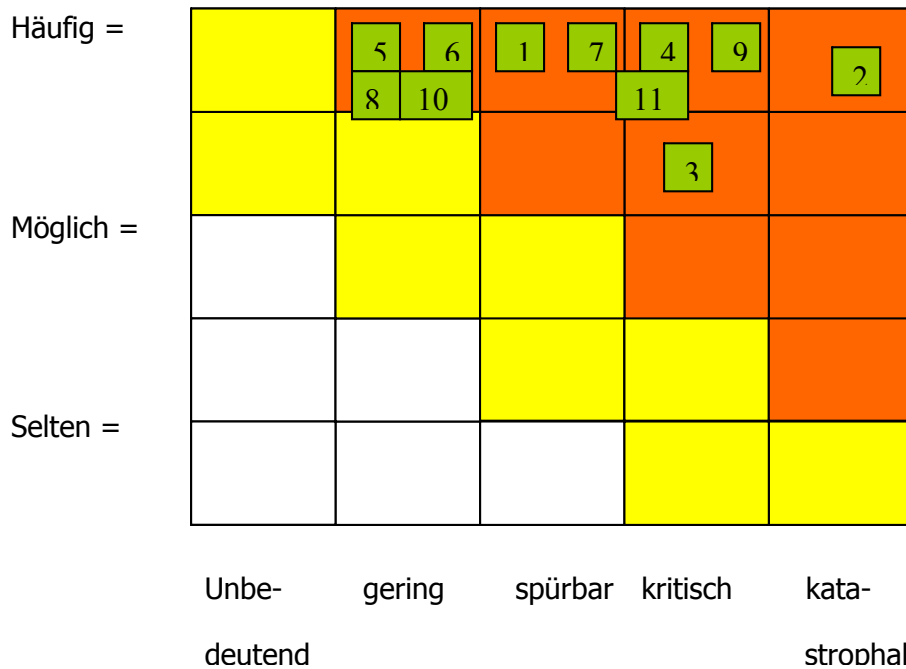 Häufig =
5 6 1 7 4 9 2
8 10 11
3
Möglich =
Selten =
Unbe- gering spürbar kritisch kata-
deutend strophal